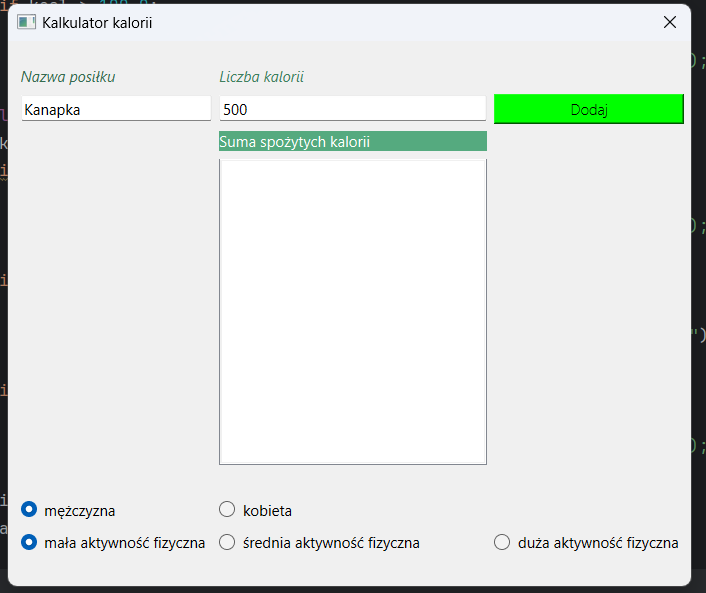 Kalkulator kalorii
Nazwa posiłku Liczba kalorii
Kanapka 500 Dodaj
Suma spożytych kalorii
mężczyzna kobieta
mała aktywność fizyczna średnia aktywność fizyczna duża aktywność fizyczna